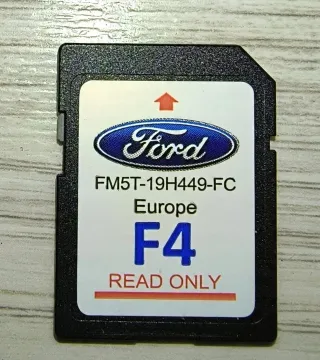 Ford
FM5T-19H449-FC
Europe
F4
READ ONLY